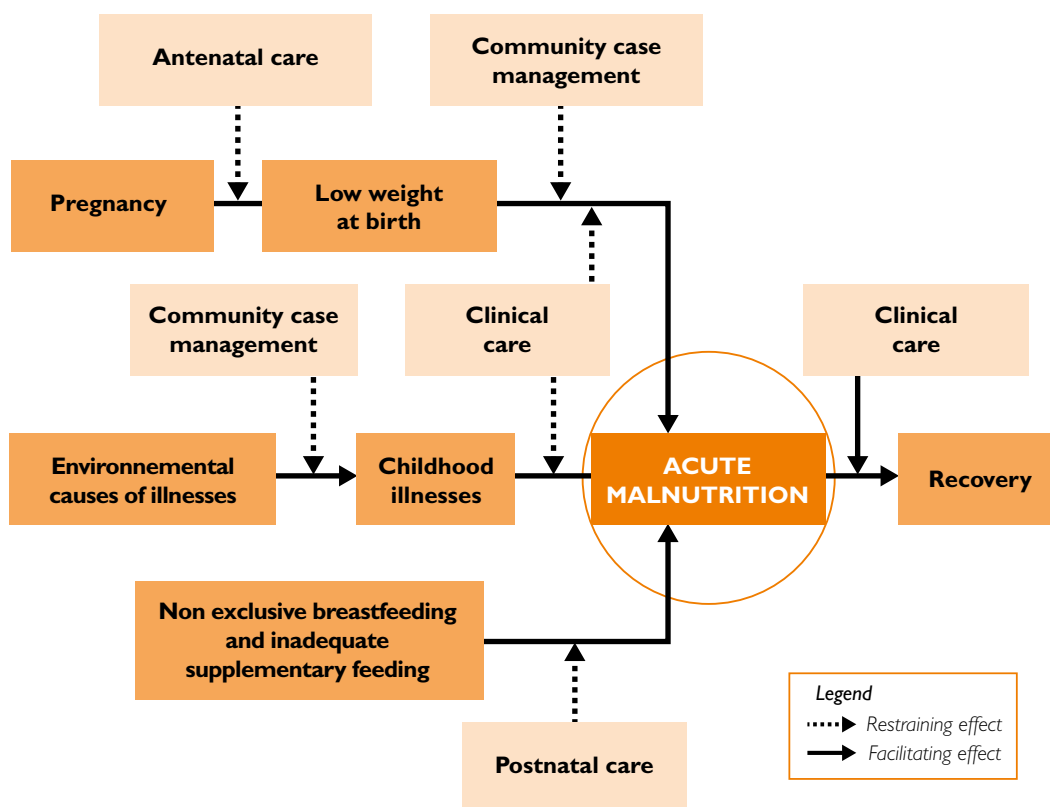 Antenatal care
Community case
management
Pregnancy
Low weight
at birth
Community case
management
Clinical
care
Clinical
care
Environnemental
causes of illnesses
Childhood
illnesses
ACUTE
MALNUTRITION
Recovery
Non exclusive breastfeeding
and inadequate
supplementary feeding
Postnatal care
Legend
Restraining effect
Facilitating effect